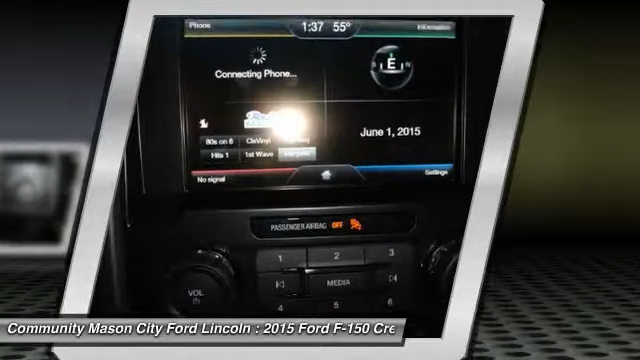 Phone 1:37 55° Information
Connecting Phone...
E N
80s on 8 ClsVinyl
Hits 1 1st Wave
June 1, 2015
No signal Settings
PASSENGER AIRBAG OFF
1 2 3
VOL MEDIA
4 5 6
Community Mason City Ford Lincoln : 2015 Ford F-150 Cre